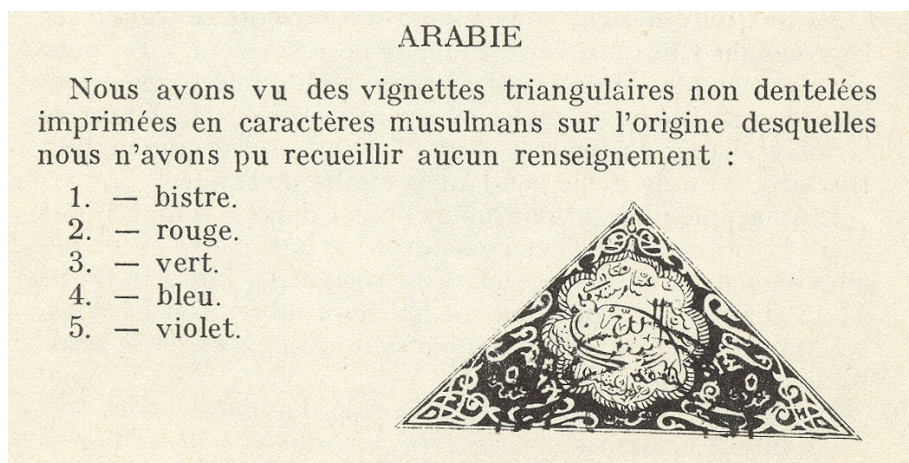 ARABIE
Nous avons vu des vignettes triangulaires non dentelées
imprimées en caractères musulmans sur l'origine desquelles
nous n'avons pu recueillir aucun renseignement :
1. — bistre.
2. — rouge.
3. — vert.
4. — bleu.
5. — violet.